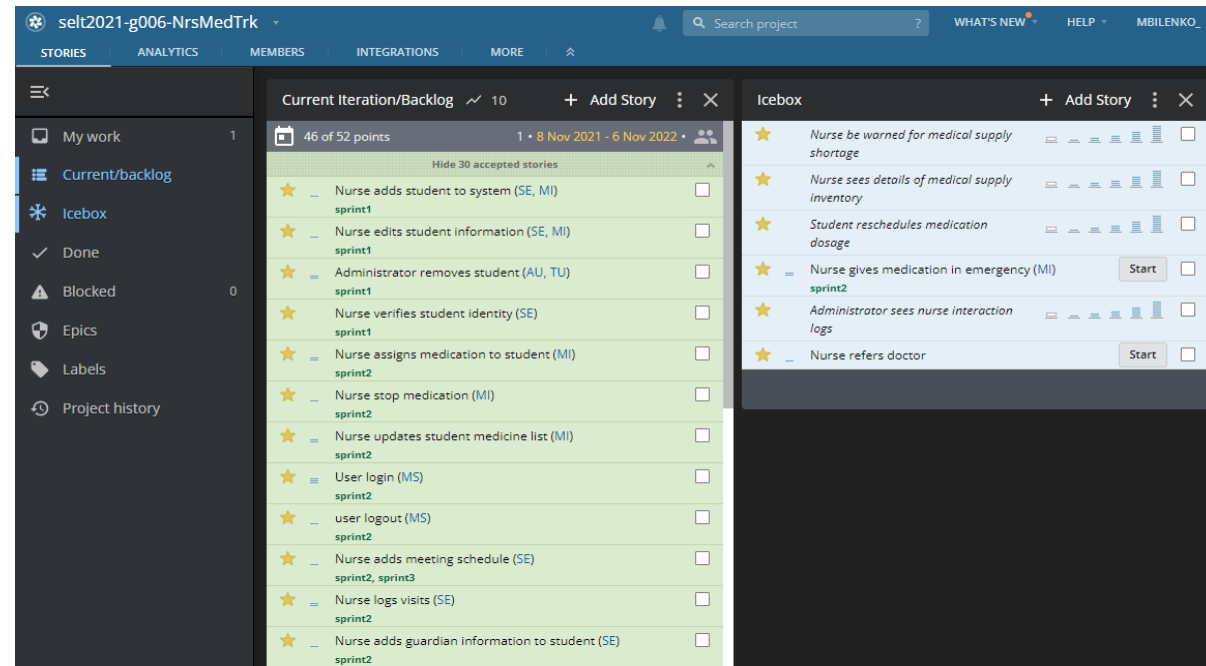 selt2021-g006-NrsMedTrk
Search project
?
WHAT'S NEW
HELP
MBILENKO_
STORIES
ANALYTICS
MEMBERS
INTEGRATIONS
MORE
My work 1
Current/backlog
Icebox
Done
Blocked 0
Epics
Labels
Project history
Current Iteration/Backlog 10 + Add Story
46 of 52 points 1 • 8 Nov 2021 - 6 Nov 2022 •
Hide 30 accepted stories
Nurse adds student to system (SE, MI)
sprint1
Nurse edits student information (SE, MI)
sprint1
Administrator removes student (AU, TU)
sprint1
Nurse verifies student identity (SE)
sprint1
Nurse assigns medication to student (MI)
sprint2
Nurse stop medication (MI)
sprint2
Nurse updates student medicine list (MI)
sprint2
User login (MS)
sprint2
user logout (MS)
sprint2
Nurse adds meeting schedule (SE)
sprint2, sprint3
Nurse logs visits (SE)
sprint2
Nurse adds guardian information to student (SE)
sprint2
Icebox + Add Story
Nurse be warned for medical supply
shortage
Nurse sees details of medical supply
inventory
Student reschedules medication
dosage
Nurse gives medication in emergency (MI) Start
sprint2
Administrator sees nurse interaction
logs
Nurse refers doctor Start